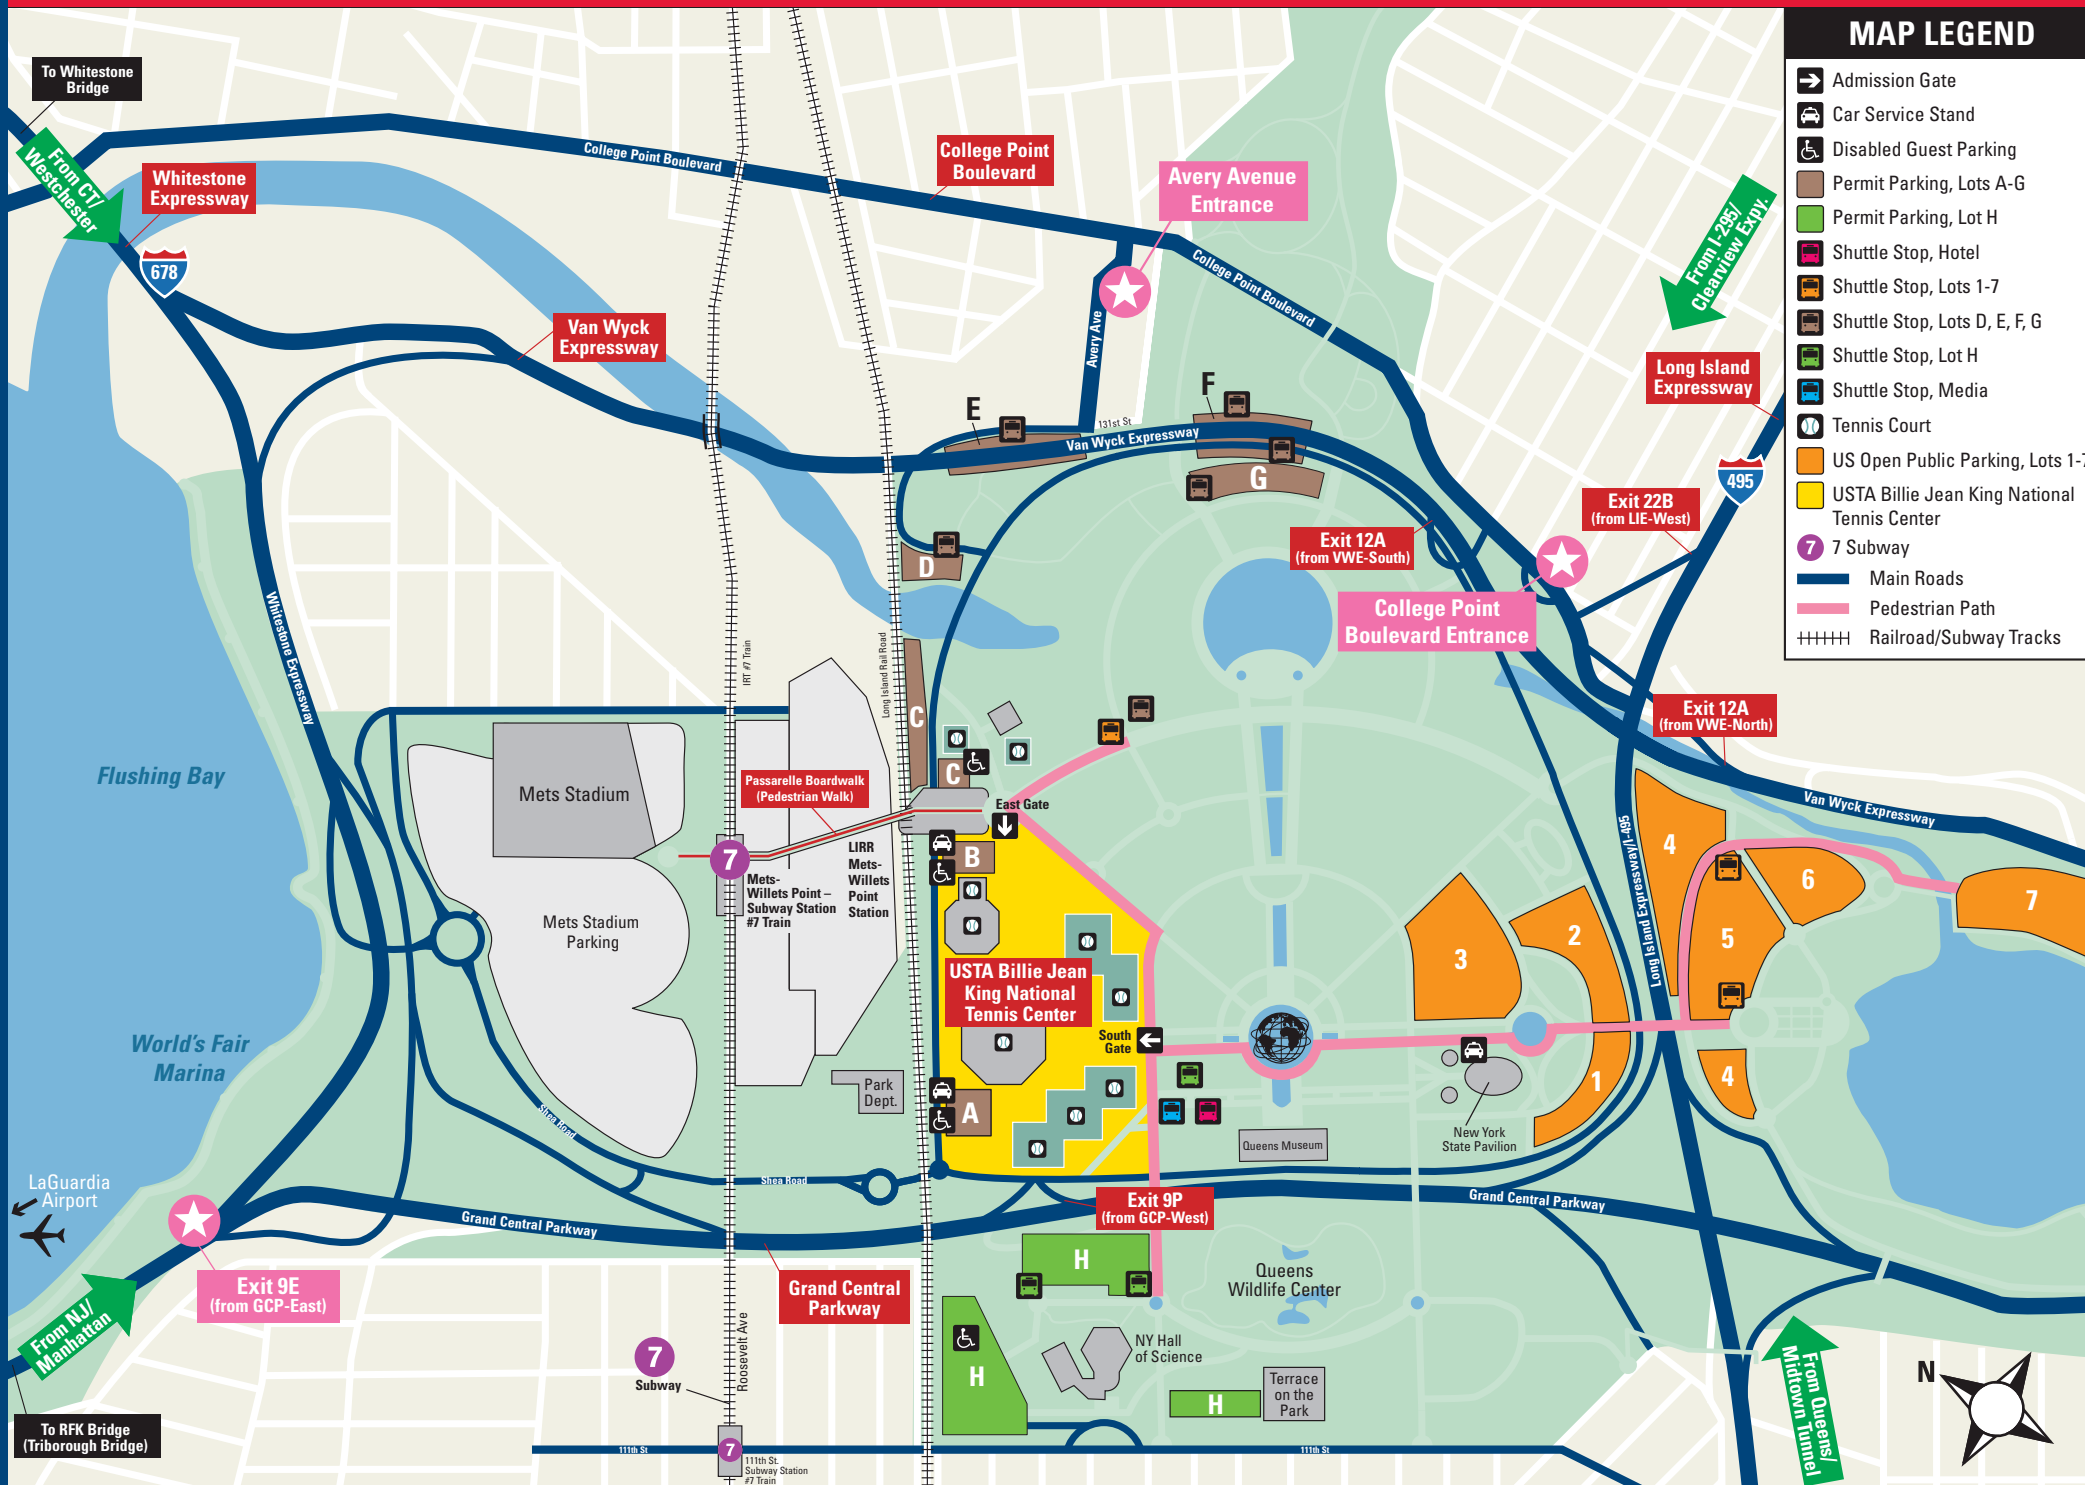 MAP LEGEND
Admission Gate
Car Service Stand
Disabled Guest Parking
Permit Parking, Lots A-G
Permit Parking, Lot H
Shuttle Stop, Hotel
Shuttle Stop, Lots 1-7
Shuttle Stop, Lots D, E, F, G
Shuttle Stop, Lot H
Shuttle Stop, Media
Tennis Court
US Open Public Parking, Lots 1-7
USTA Billie Jean King National
Tennis Center
7
7 Subway
Main Roads
Pedestrian Path
Railroad/Subway Tracks
To Whitestone
Bridge
From CT/
Westchester
Whitestone
Expressway
678
College Point Boulevard
College Point
Boulevard
Avery Avenue
Entrance
College Point Boulevard
From I-295/
Clearview Expy.
Van Wyck
Expressway
Avery Ave
Long Island
Expressway
E
F
131st St
Van Wyck Expressway
G
495
Exit 22B
(from LIE-West)
Exit 12A
(from VWE-South)
D
College Point
Boulevard Entrance
Whitestone Expressway
IRT #7 Train
Long Island Rail Road
C
C
Exit 12A
(from VWE-North)
Flushing Bay
Mets Stadium
Passarelle Boardwalk
(Pedestrian Walk)
East Gate
Van Wyck Expressway
7
Mets-
Willets Point –
Subway Station
#7 Train
LIRR
Mets-
Willets
Point
Station
B
4
6
7
Long Island Expressway/I-495
Mets Stadium
Parking
3
2
5
USTA Billie Jean
King National
Tennis Center
World's Fair
Marina
South
Gate
Park
Dept.
A
1
4
New York
State Pavilion
Queens Museum
Shea Road
Shea Road
LaGuardia
Airport
Grand Central Parkway
Exit 9P
(from GCP-West)
Grand Central Parkway
Exit 9E
(from GCP-East)
Grand Central
Parkway
H
Queens
Wildlife Center
From NJ/
Manhattan
7
Subway
Roosevelt Ave
H
NY Hall
of Science
H
Terrace
on the
Park
From Queens/
Midtown Tunnel
N
To RFK Bridge
(Triborough Bridge)
111th St
7
111th St.
Subway Station
#7 Train
111th St